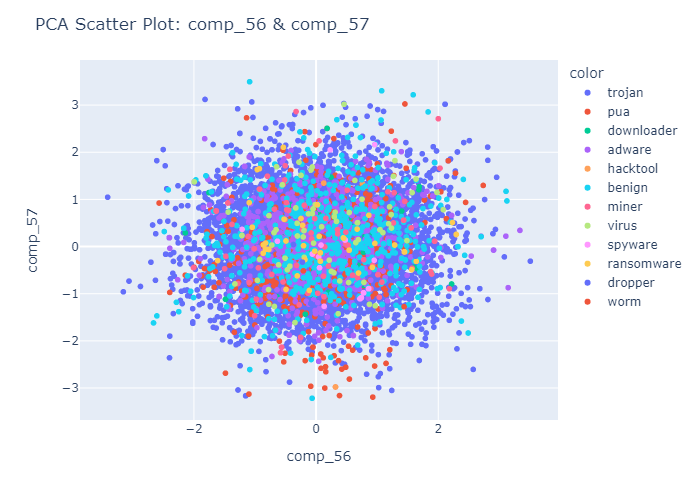 PCA Scatter Plot: comp_56 & comp_57
color
trojan
pua
downloader
adware
hacktool
benign
miner
virus
spyware
ransomware
dropper
worm
comp_57
3
2
1
0
−1
−2
−3
−2 0 2
comp_56